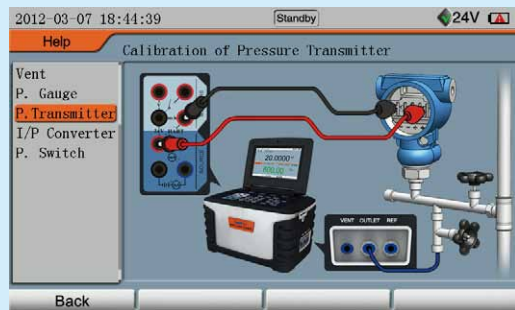 2012-03-07 18:44:39 Standby 24V
Help Calibration of Pressure Transmitter
Vent
P. Gauge
P.Transmitter
I/P Converter
P. Switch
20.0000
600.00
VENT OUTLET REF
Back